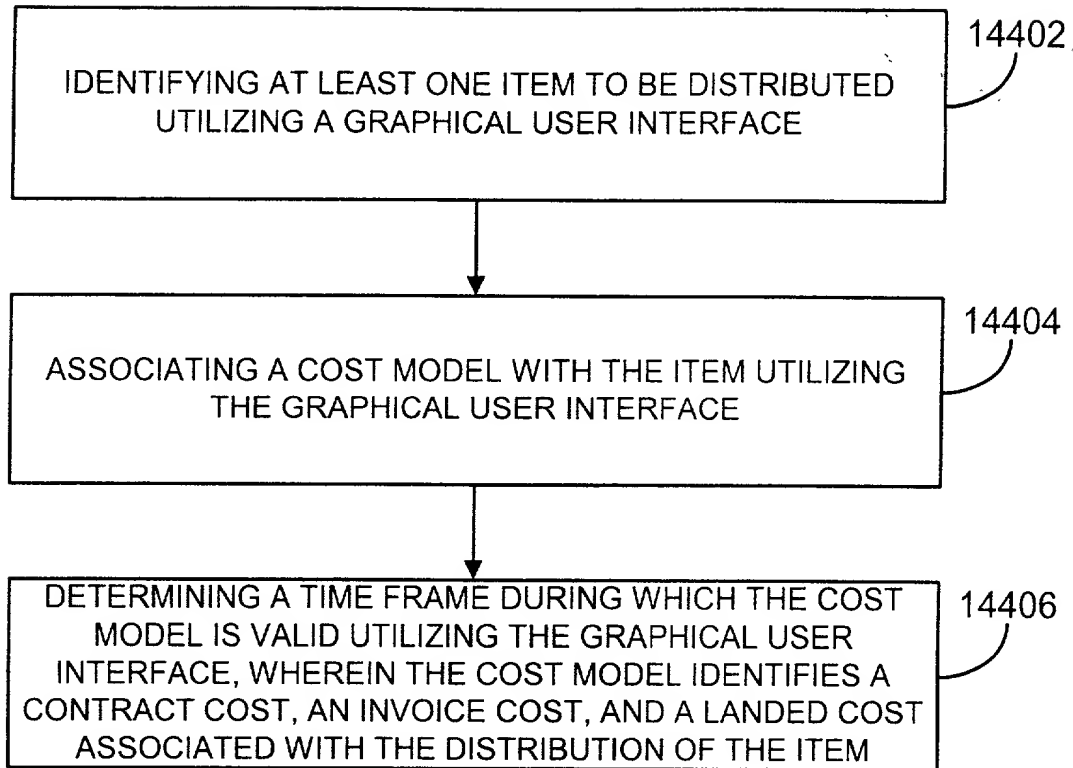 14402
IDENTIFYING AT LEAST ONE ITEM TO BE DISTRIBUTED
UTILIZING A GRAPHICAL USER INTERFACE
14404
ASSOCIATING A COST MODEL WITH THE ITEM UTILIZING
THE GRAPHICAL USER INTERFACE
14406
DETERMINING A TIME FRAME DURING WHICH THE COST
MODEL IS VALID UTILIZING THE GRAPHICAL USER
INTERFACE, WHEREIN THE COST MODEL IDENTIFIES A
CONTRACT COST, AN INVOICE COST, AND A LANDED COST
ASSOCIATED WITH THE DISTRIBUTION OF THE ITEM